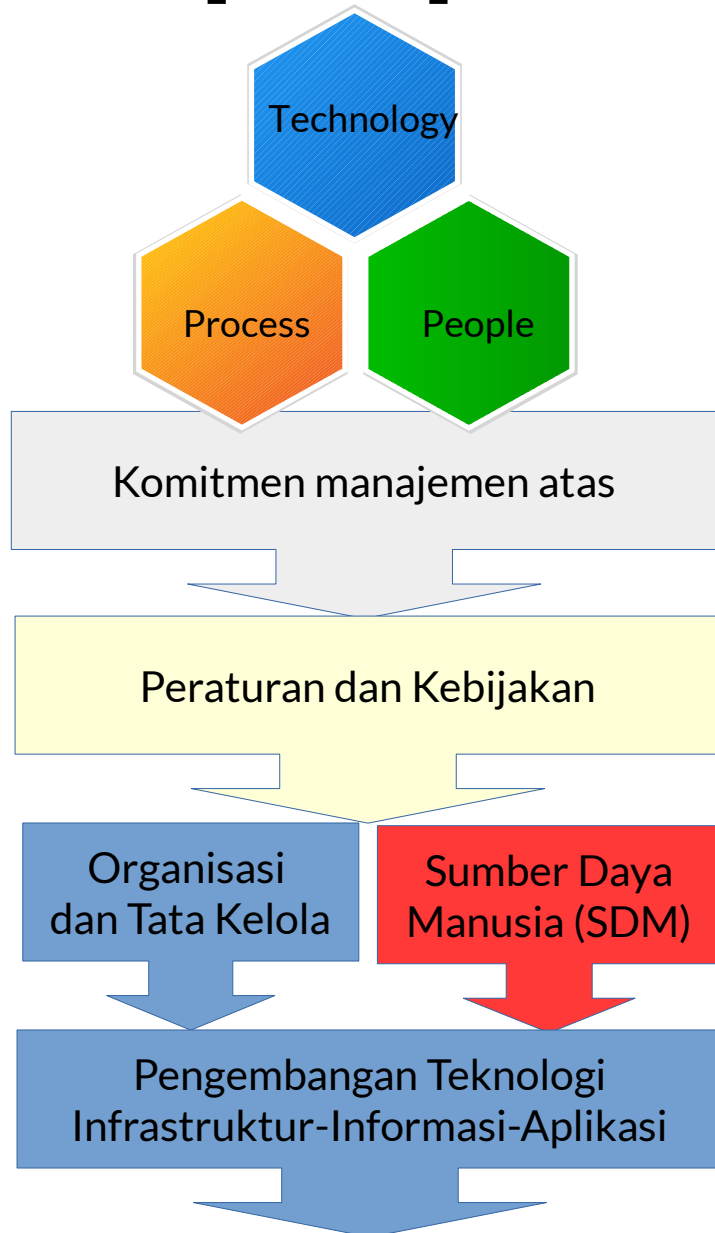 Technology
Process
People
Komitmen manajemen atas
Peraturan dan Kebijakan
Organisasi
dan Tata Kelola
Sumber Daya
Manusia (SDM)
Pengembangan Teknologi
Infrastruktur-Informasi-Aplikasi